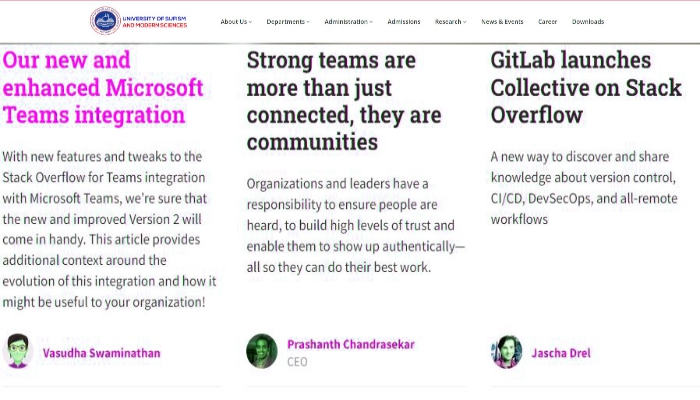 UNIVERSITY OF SUFISM
AND MODERN SCIENCES
About Us Departments Administration Admissions Research News & Events Career Downloads
Our new and
enhanced Microsoft
Teams integration
With new features and tweaks to the
Stack Overflow for Teams integration
with Microsoft Teams, we're sure that
the new and improved Version 2 will
come in handy. This article provides
additional context around the
evolution of this integration and how it
might be useful to your organization!
Vasudha Swaminathan
Strong teams are
more than just
connected, they are
communities
Organizations and leaders have a
responsibility to ensure people are
heard, to build high levels of trust and
enable them to show up authentically—
all so they can do their best work.
Prashanth Chandrasekar
CEO
GitLab launches
Collective on Stack
Overflow
A new way to discover and share
knowledge about version control,
CI/CD, DevSecOps, and all-remote
workflows
Jascha Drel